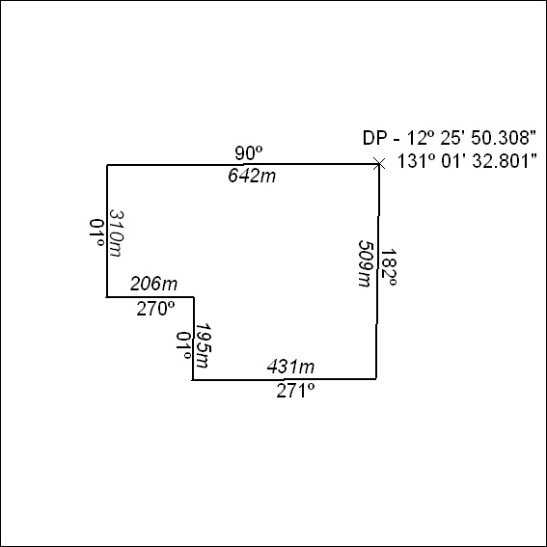 DP - 12º 25' 50.308"
131º 01' 32.801"
90º
642m
310m
01º
509m
182º
206m
270º
195m
01º
431m
271º